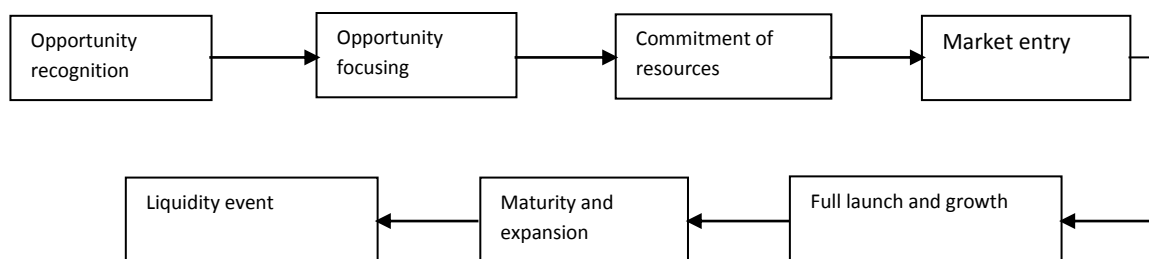 Opportunity
recognition
Opportunity
focusing
Commitment of
resources
Market entry
Full launch and growth
Maturity and
expansion
Liquidity event